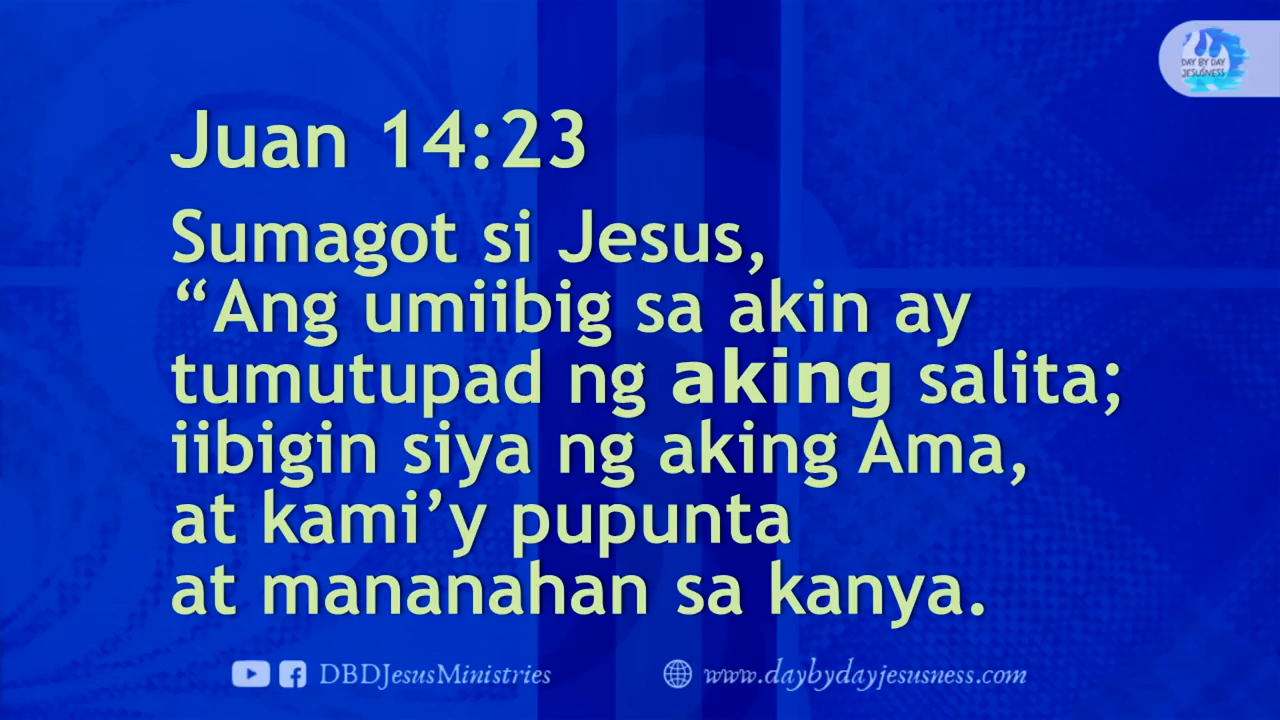 DAY BY DAY
JESUSNESS
Juan 14:23
Sumagot si Jesus,
“Ang umiibig sa akin ay
tumutupad ng aking salita;
iibigin siya ng aking Ama,
at kami’y pupunta
at mananahan sa kanya.
DBDJesusMinistries
www.daybydayjesusness.com